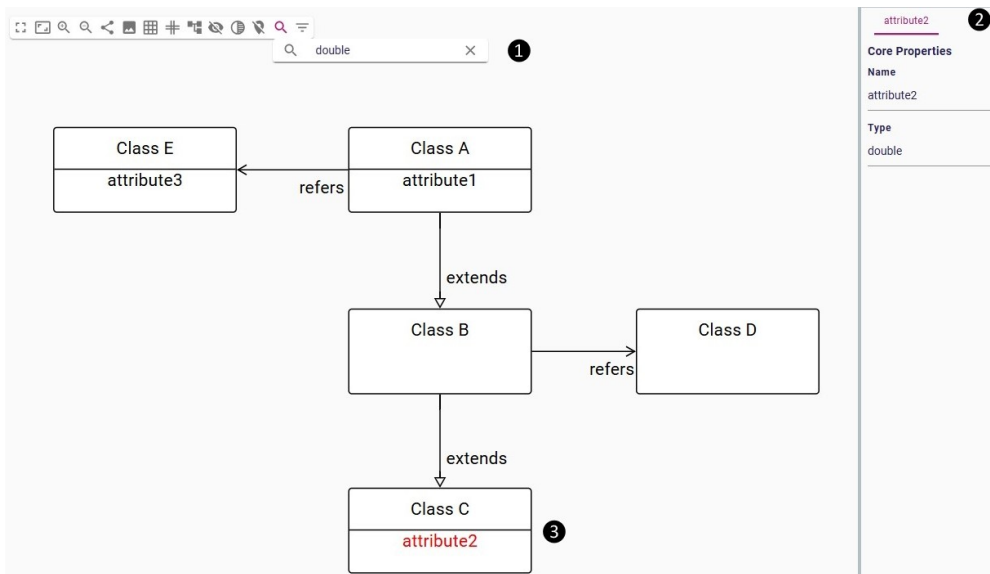 double
1
attribute2
2
Core Properties
Name
attribute2
Type
double
Class E
attribute3
refers
Class A
attribute1
extends
Class B
refers
Class D
extends
Class C
attribute2
3